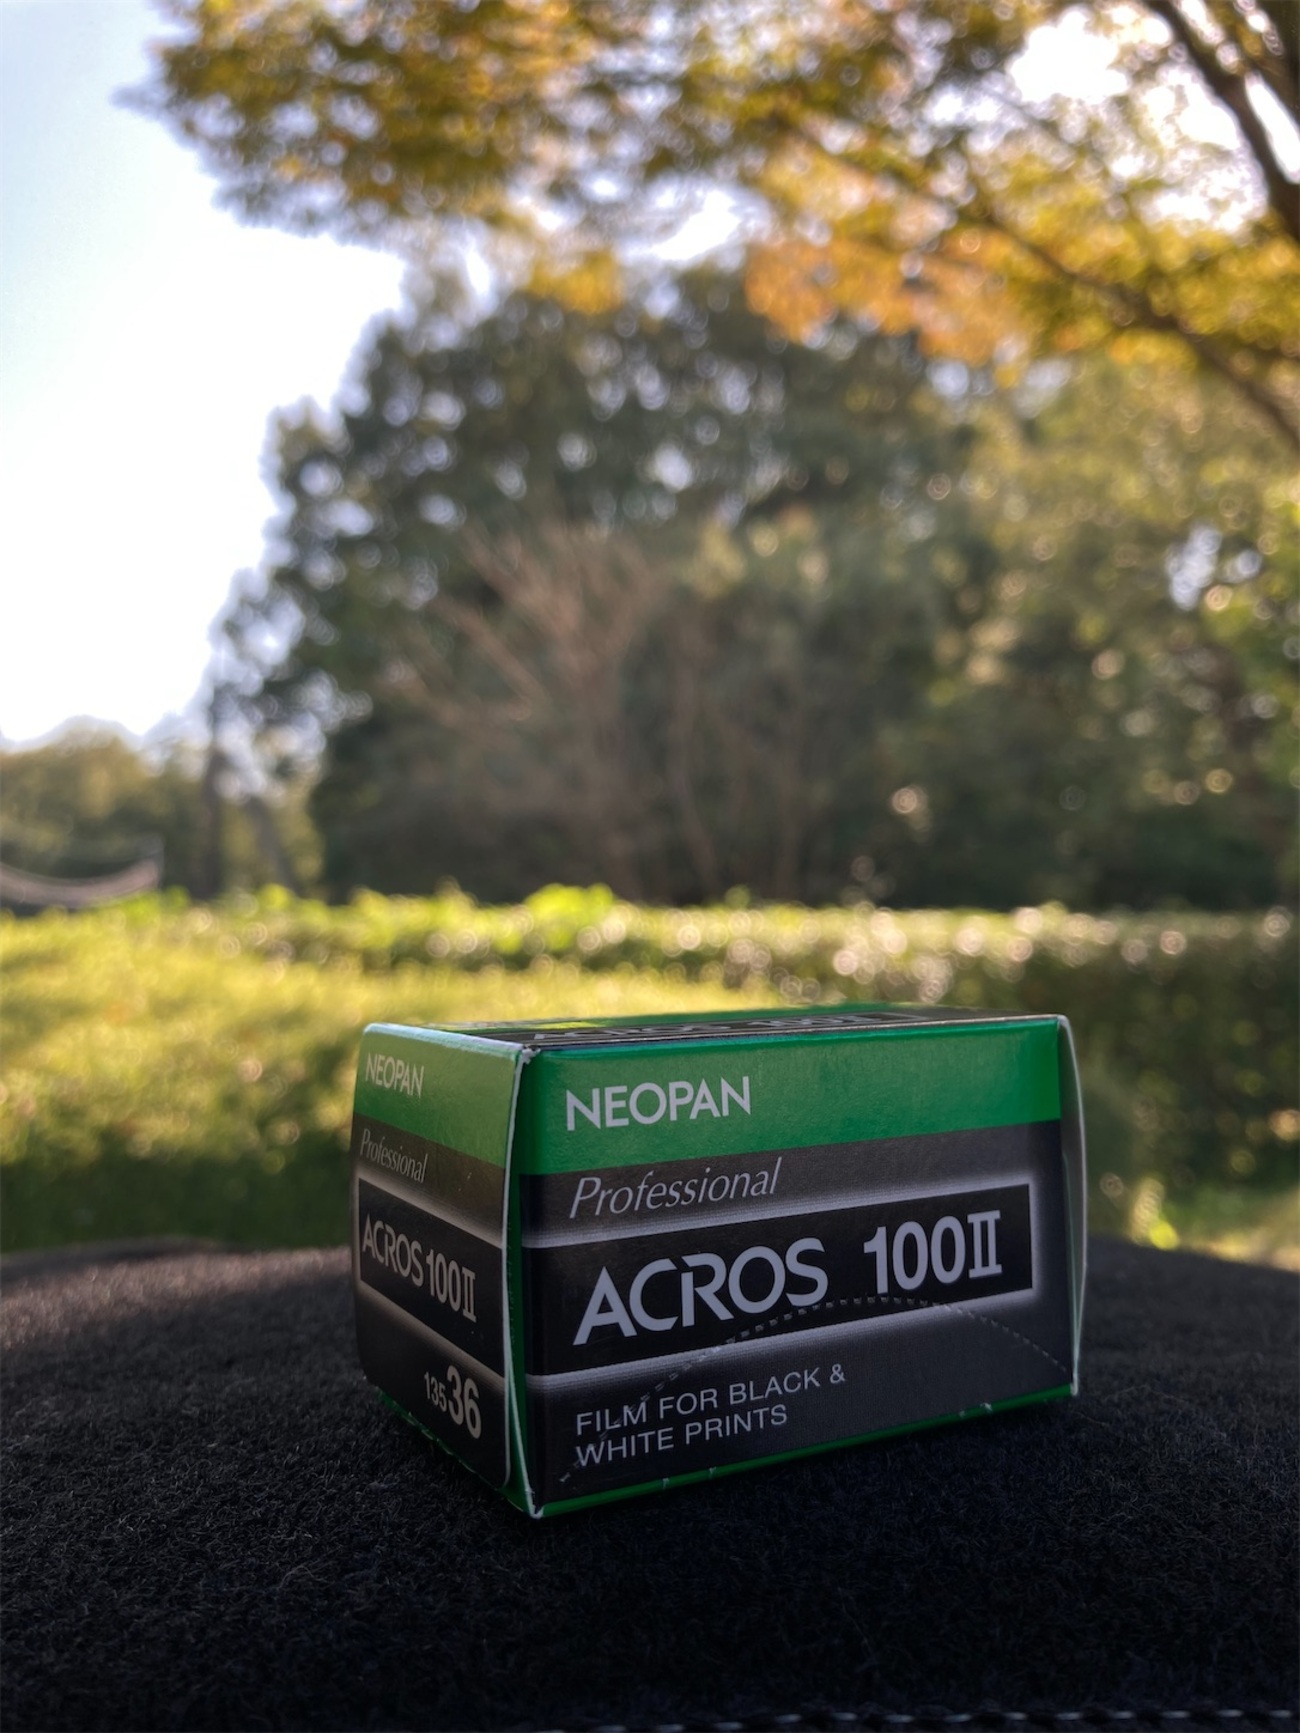 NEOPAN
Professional
ACROS 100II
135 36
NEOPAN
Professional
ACROS 100II
FILM FOR BLACK &
WHITE PRINTS